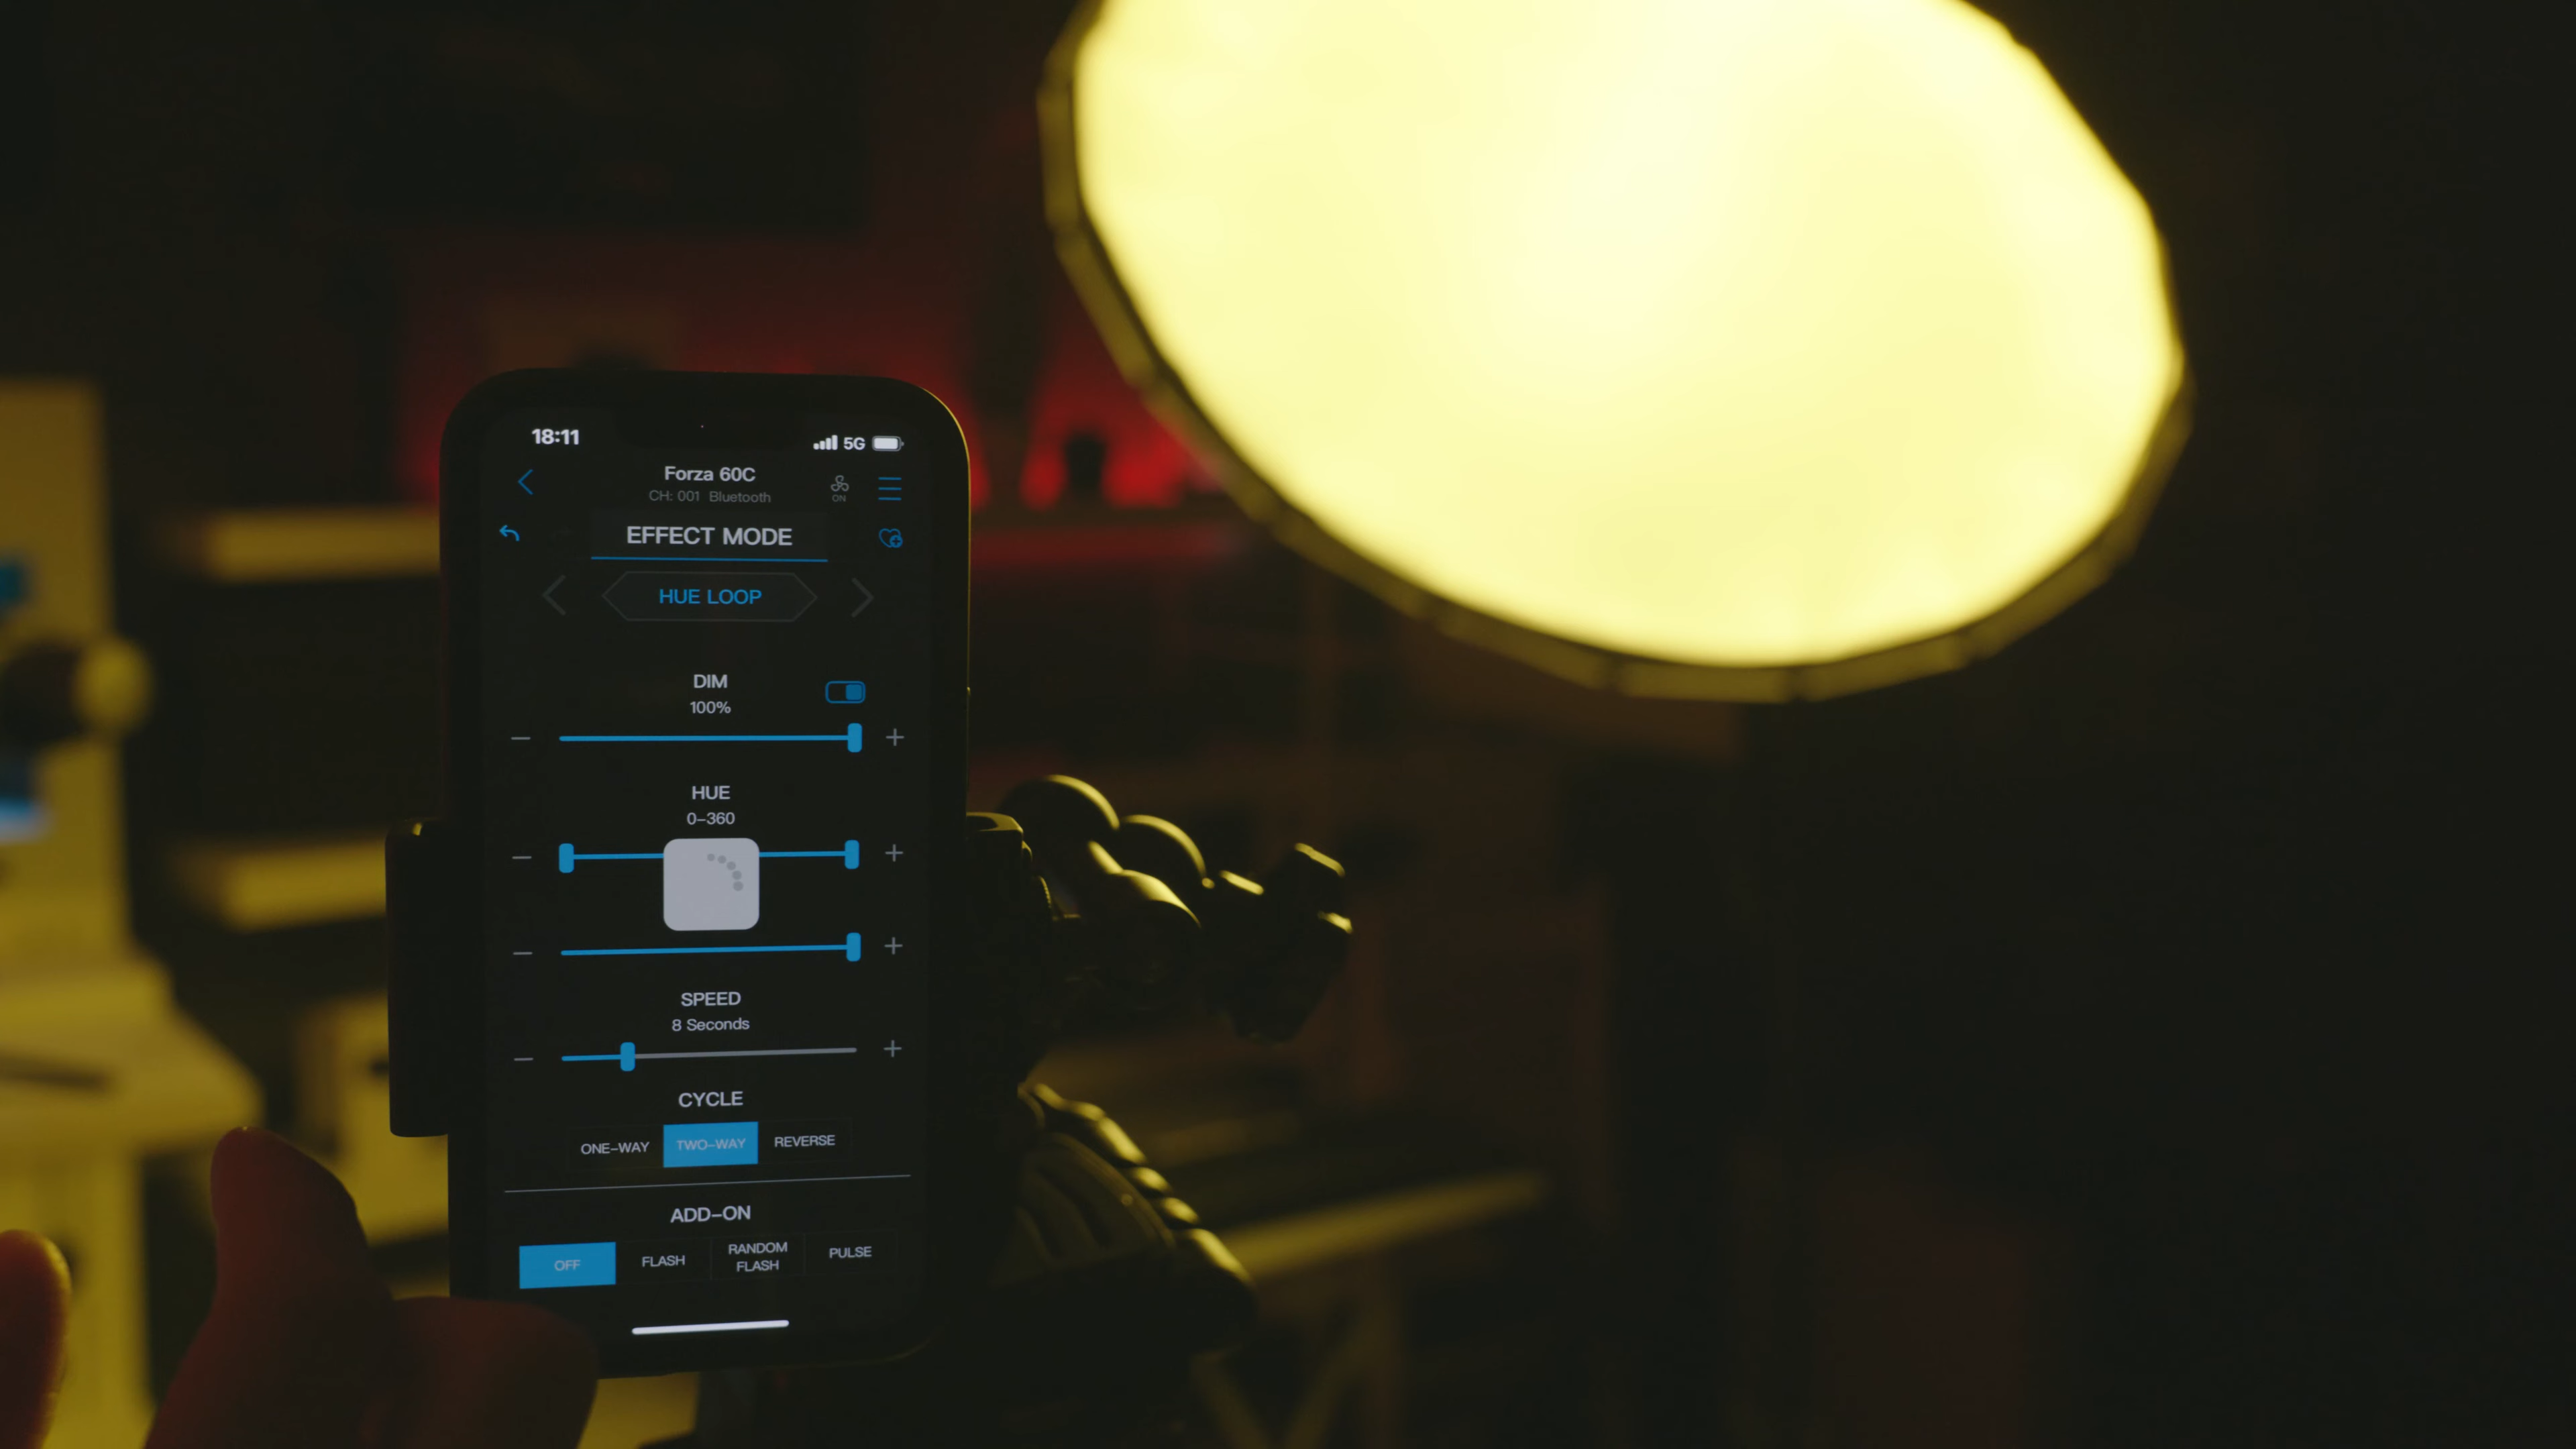 18:11
5G
Forza 60C
CH: 001 Bluetooth
ON
EFFECT MODE
HUE LOOP
DIM
100%
HUE
0-360
SPEED
8 Seconds
CYCLE
ONE-WAY TWO-WAY REVERSE
ADD-ON
OFF FLASH RANDOM FLASH PULSE